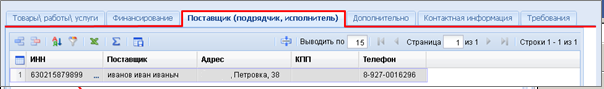 Товары\ работы\ услуги Финансирование Поставщик (подрядчик, исполнитель) Дополнительно Контактная информация Требования
Выводить по 15 Страница 1 из 1 Строки 1 - 1 из 1
ИНН Поставщик Адрес КПП Телефон
1 630215879899 ... иванов иван иваныч , Петровка, 38 8-927-0016296